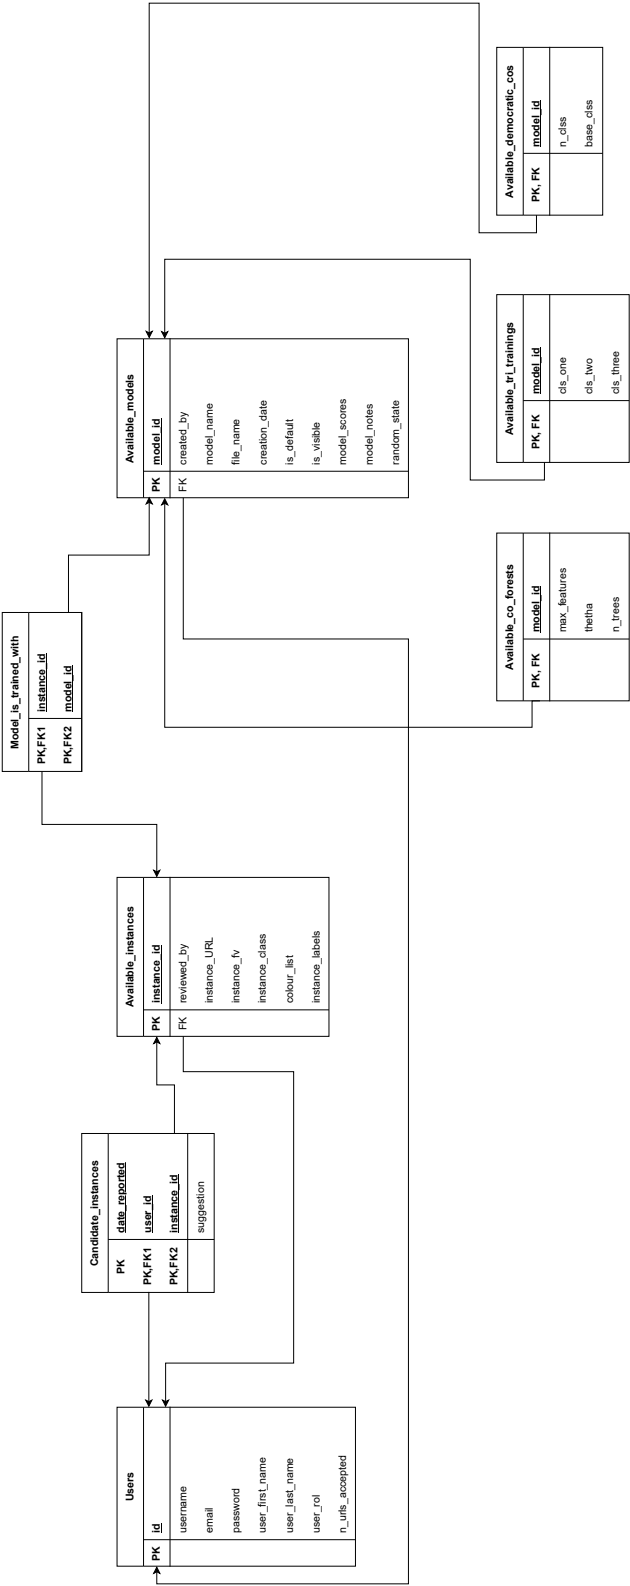 Users
PK id
username
email
password
user_first_name
user_last_name
user_rol
n_urls_accepted
Candidate_instances
PK date_reported
PK,FK1 user_id
PK,FK2 instance_id
suggestion
Available_instances
PK instance_id
FK reviewed_by
instance_URL
instance_fv
instance_class
colour_list
instance_labels
Model_is_trained_with
PK,FK1 instance_id
PK,FK2 model_id
Available_models
PK model_id
FK created_by
model_name
file_name
creation_date
is_default
is_visible
model_scores
model_notes
random_state
Available_co_forests
PK, FK model_id
max_features
thetha
n_trees
Available_tri_trainings
PK, FK model_id
cls_one
cls_two
cls_three
Available_democratic_cos
PK, FK model_id
n_clss
base_clss